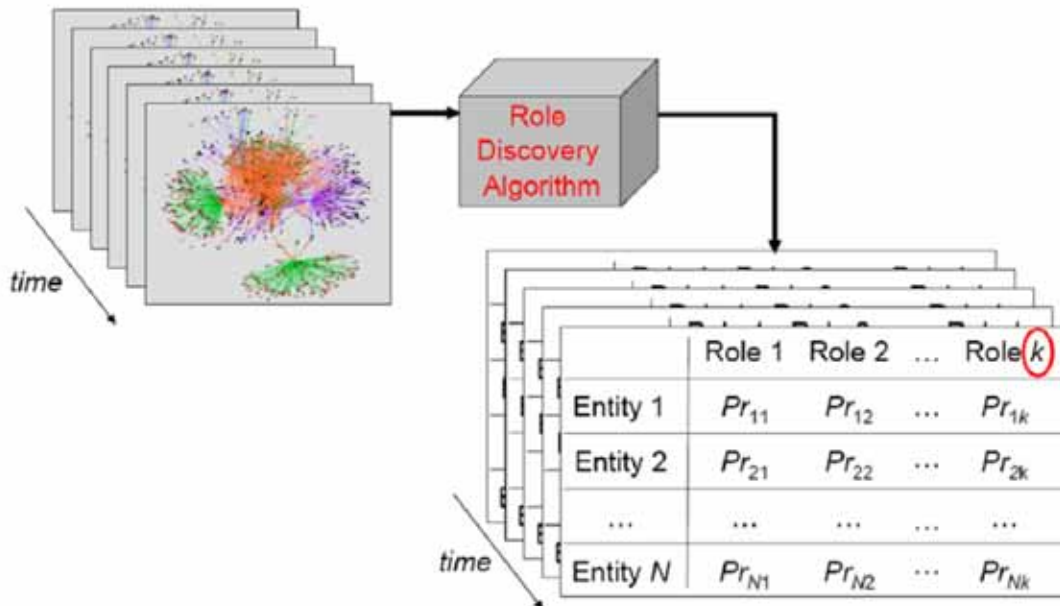 Role
Discovery
Algorithm
time
Role 1 Role 2 ... Role k
Entity 1 Pr11 Pr12 ... Pr1k
Entity 2 Pr21 Pr22 ... Pr2k
... ... ... ... ...
time
Entity N PrN1 PrN2 ... PrNk